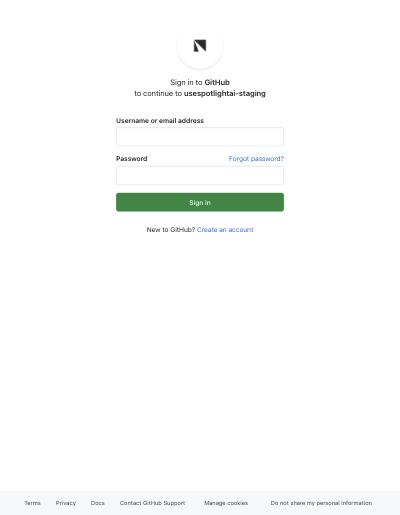 Sign in to GitHub
to continue to usespotlightai-staging
Username or email address
Password Forgot password?
Sign in
New to GitHub? Create an account
Terms Privacy Docs Contact GitHub Support Manage cookies Do not share my personal information